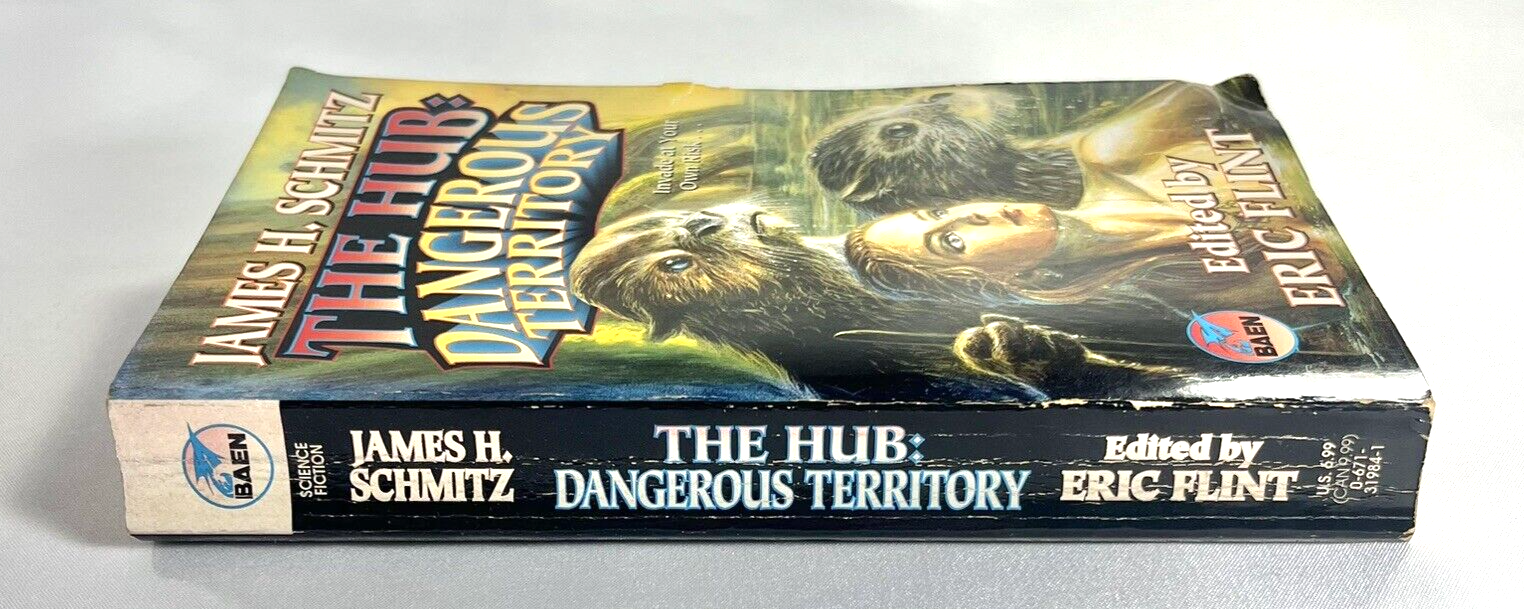 JAMES H. SCHMITZ
THE HUB:
DANGEROUS
TERRITORY
Invade at Your
Own Risk...
Edited by
ERIC FLINT
BAEN
BAEN
SCIENCE
FICTION
JAMES H.
SCHMITZ
THE HUB:
DANGEROUS TERRITORY
Edited by
ERIC FLINT
U.S. 6.99
(CAN 9.99)
0-671-
31984-1